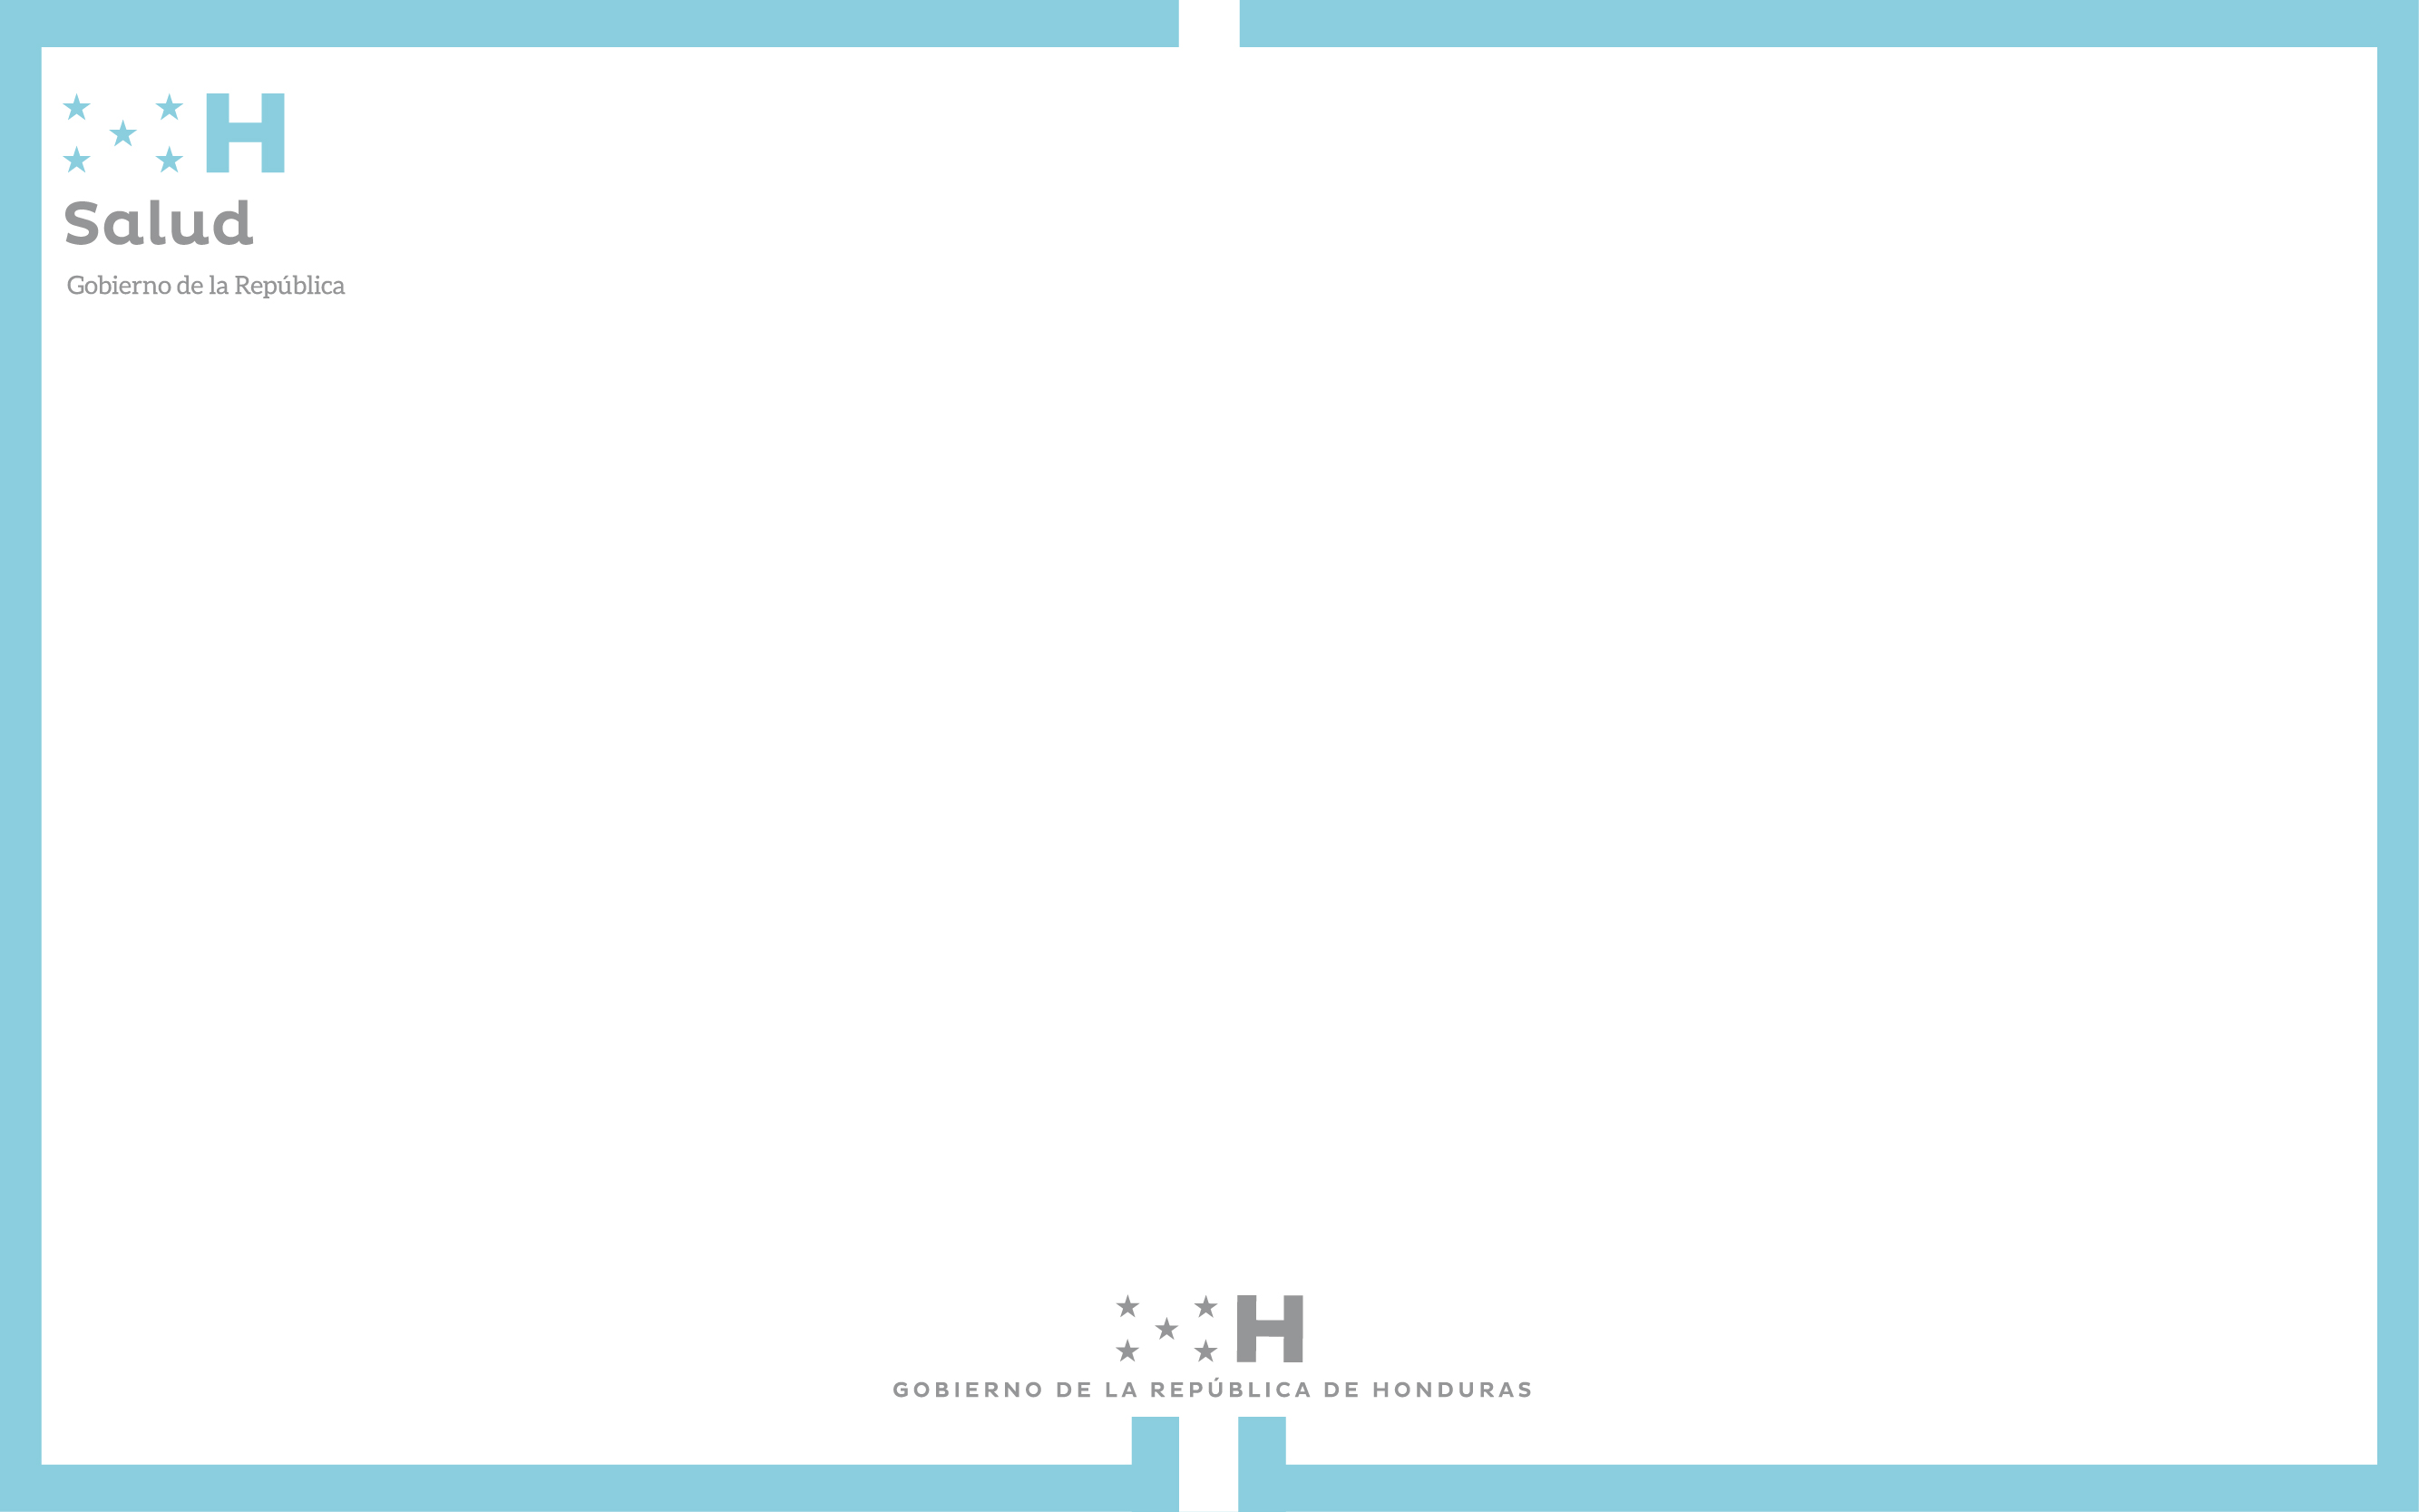 H
Salud
Gobierno de la República
H
GOBIERNO DE LA REPÚBLICA DE HONDURAS